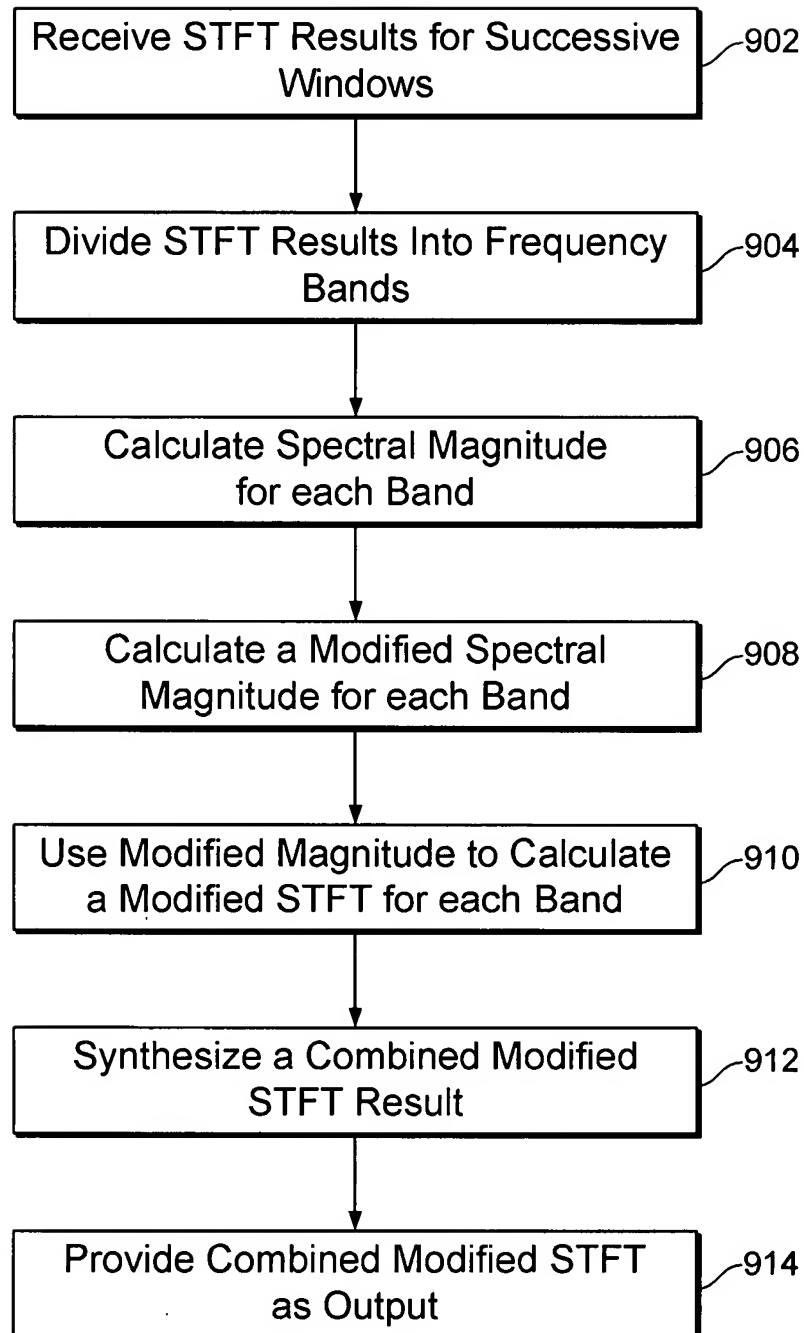 Receive STFT Results for Successive
Windows
902
Divide STFT Results Into Frequency
Bands
904
Calculate Spectral Magnitude
for each Band
906
Calculate a Modified Spectral
Magnitude for each Band
908
Use Modified Magnitude to Calculate
a Modified STFT for each Band
910
Synthesize a Combined Modified
STFT Result
912
Provide Combined Modified STFT
as Output
914